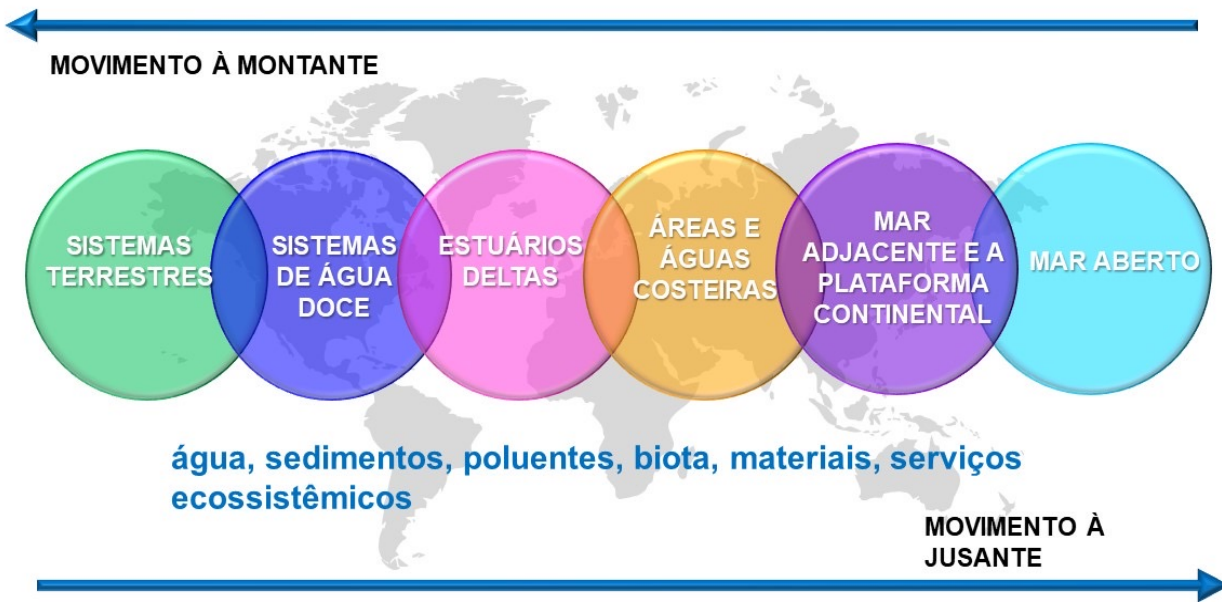 MOVIMENTO À MONTANTE
SISTEMAS
TERRESTRES
SISTEMAS
DE ÁGUA
DOCE
ESTUÁRIOS
DELTAS
ÁREAS E
ÁGUAS
COSTEIRAS
MAR
ADJACENTE E A
PLATAFORMA
CONTINENTAL
MAR ABERTO
água, sedimentos, poluentes, biota, materiais, serviços
ecossistêmicos
MOVIMENTO À
JUSANTE